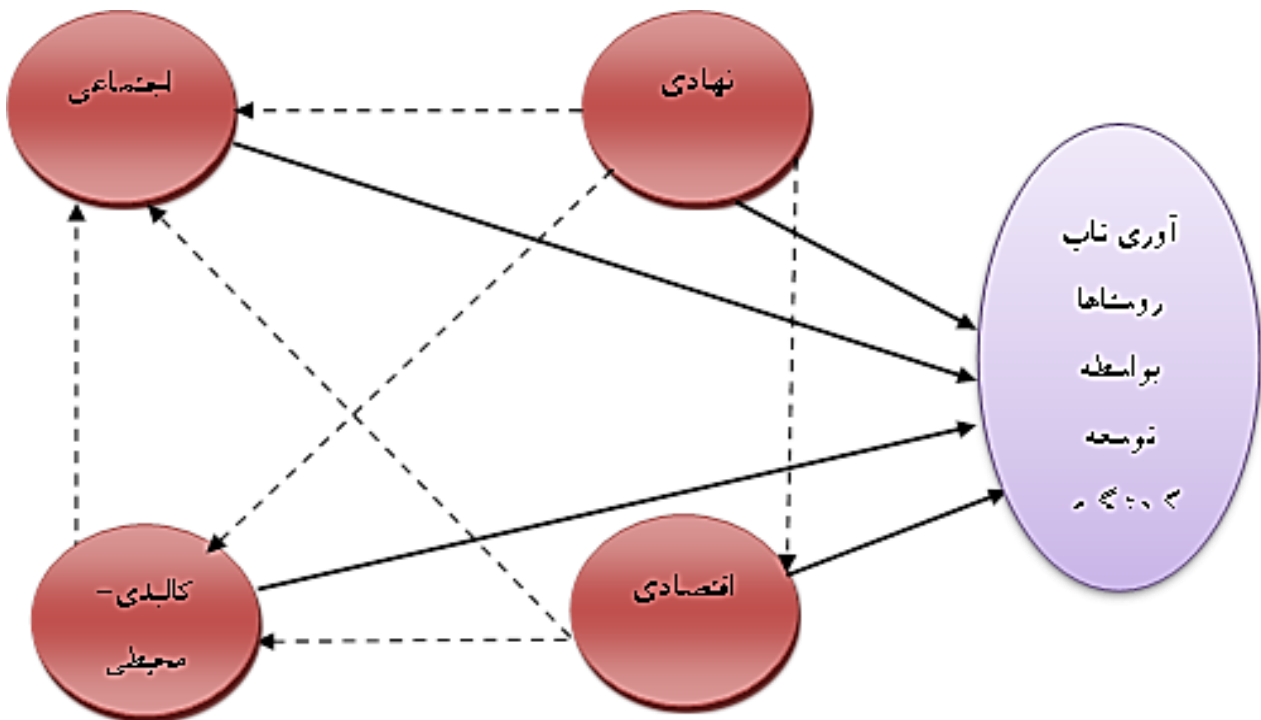 اجتماعی
نهادی
آوری تاب
روستاها
بواسطه
توسعه
کالبدی-
محیطی
اقتصادی